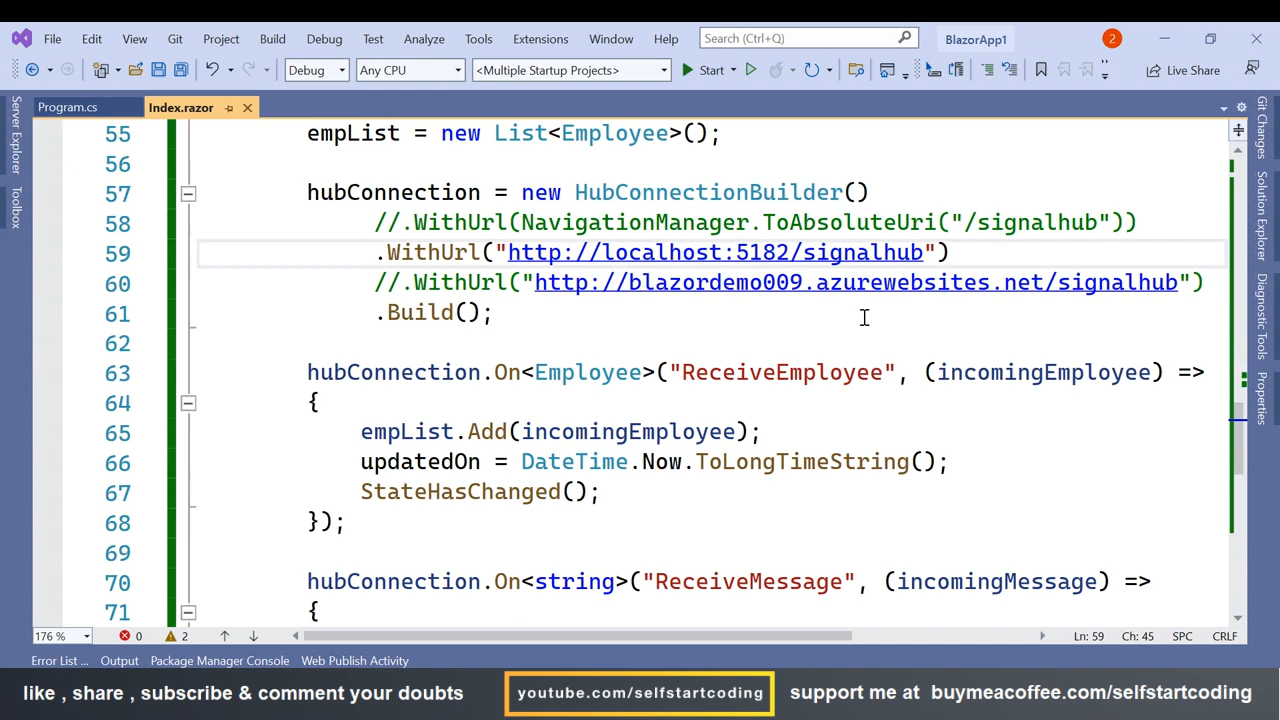 File Edit View Git Project Build Debug Test Analyze Tools Extensions Window Help Search (Ctrl+Q) BlazorApp1 2
Debug Any CPU <Multiple Startup Projects> Start Live Share
Program.cs Index.razor
Server Explorer
Toolbox
55 empList = new List<Employee>();
56
57 hubConnection = new HubConnectionBuilder()
58 //.WithUrl(NavigationManager.ToAbsoluteUri("/signalhub"))
59 .WithUrl("http://localhost:5182/signalhub")
60 //.WithUrl("http://blazordemo009.azurewebsites.net/signalhub")
61 .Build();
62
63 hubConnection.On<Employee>("ReceiveEmployee", (incomingEmployee) =>
64 {
65 empList.Add(incomingEmployee);
66 updatedOn = DateTime.Now.ToLongTimeString();
67 StateHasChanged();
68 });
69
70 hubConnection.On<string>("ReceiveMessage", (incomingMessage) =>
71 {
Git Changes
Solution Explorer
Diagnostic Tools
Properties
176 % 0 2 Ln: 59 Ch: 45 SPC CRLF
Error List ... Output Package Manager Console Web Publish Activity
like , share , subscribe & comment your doubts youtube.com/selfstartcoding support me at buymeacoffee.com/selfstartcoding